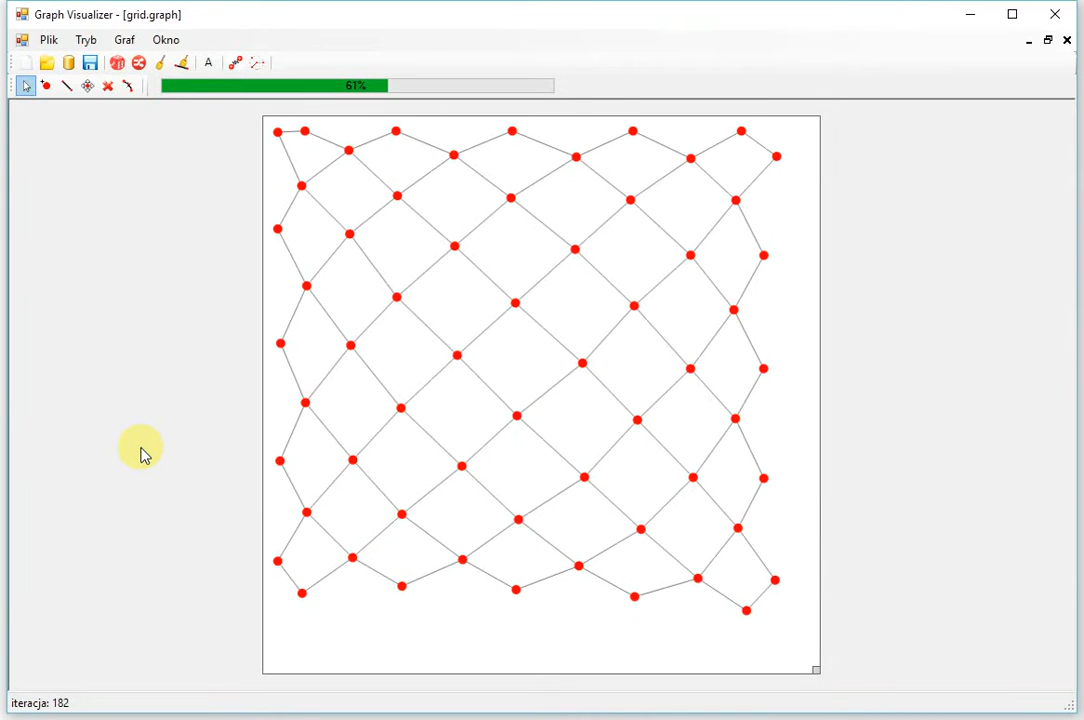 Graph Visualizer - [grid.graph]
Plik Tryb Graf Okno
A
61%
iteracja: 182